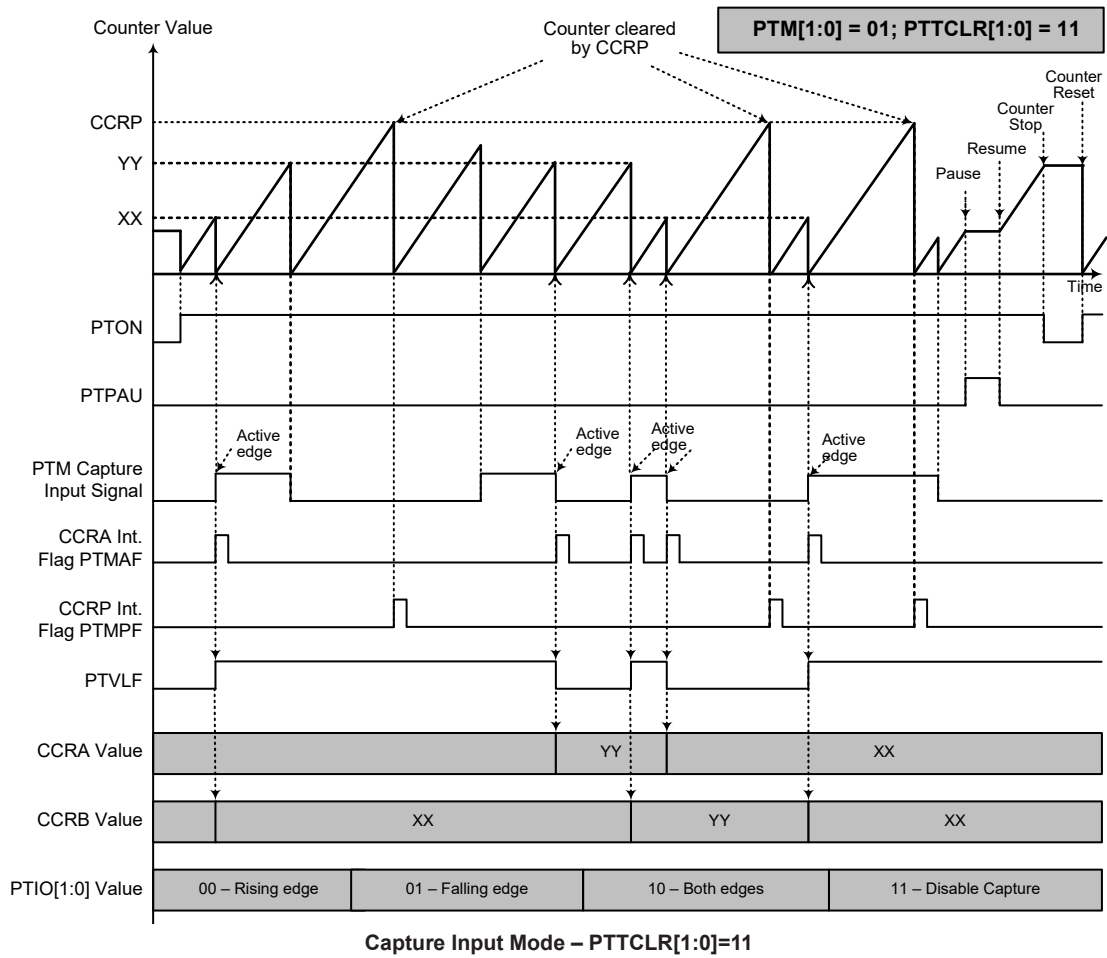 Counter Value
Counter cleared
by CCRP
PTM[1:0] = 01; PTTCLR[1:0] = 11
Counter
Reset
CCRP
Counter
Stop
YY
Resume
Pause
XX
Time
PTON
PTPAU
Active
edge
Active
edge
Active
edge
Active
edge
PTM Capture
Input Signal
CCRA Int.
Flag PTMAF
CCRP Int.
Flag PTMPF
PTVLF
CCRA Value
YY
XX
CCRB Value
XX
YY
XX
PTIO[1:0] Value
00 – Rising edge
01 – Falling edge
10 – Both edges
11 – Disable Capture
Capture Input Mode – PTTCLR[1:0]=11